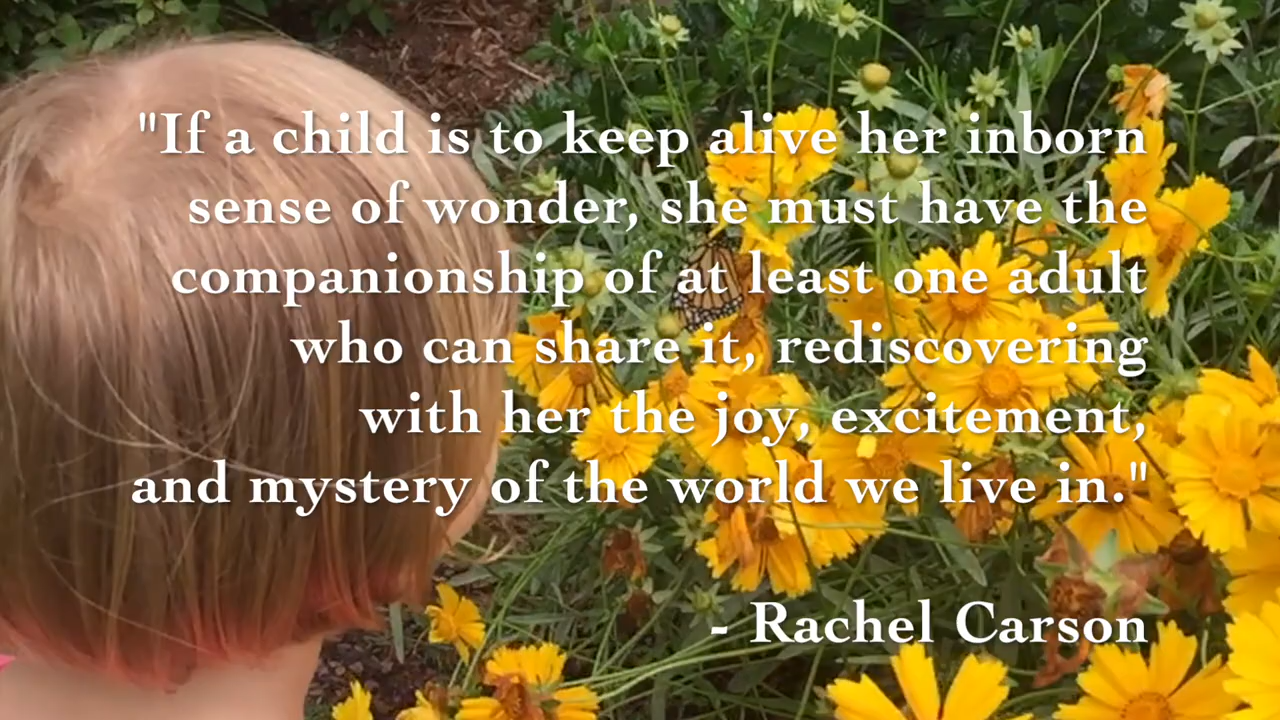 "If a child is to keep alive her inborn
sense of wonder, she must have the
companionship of at least one adult
who can share it, rediscovering
with her the joy, excitement,
and mystery of the world we live in."
- Rachel Carson